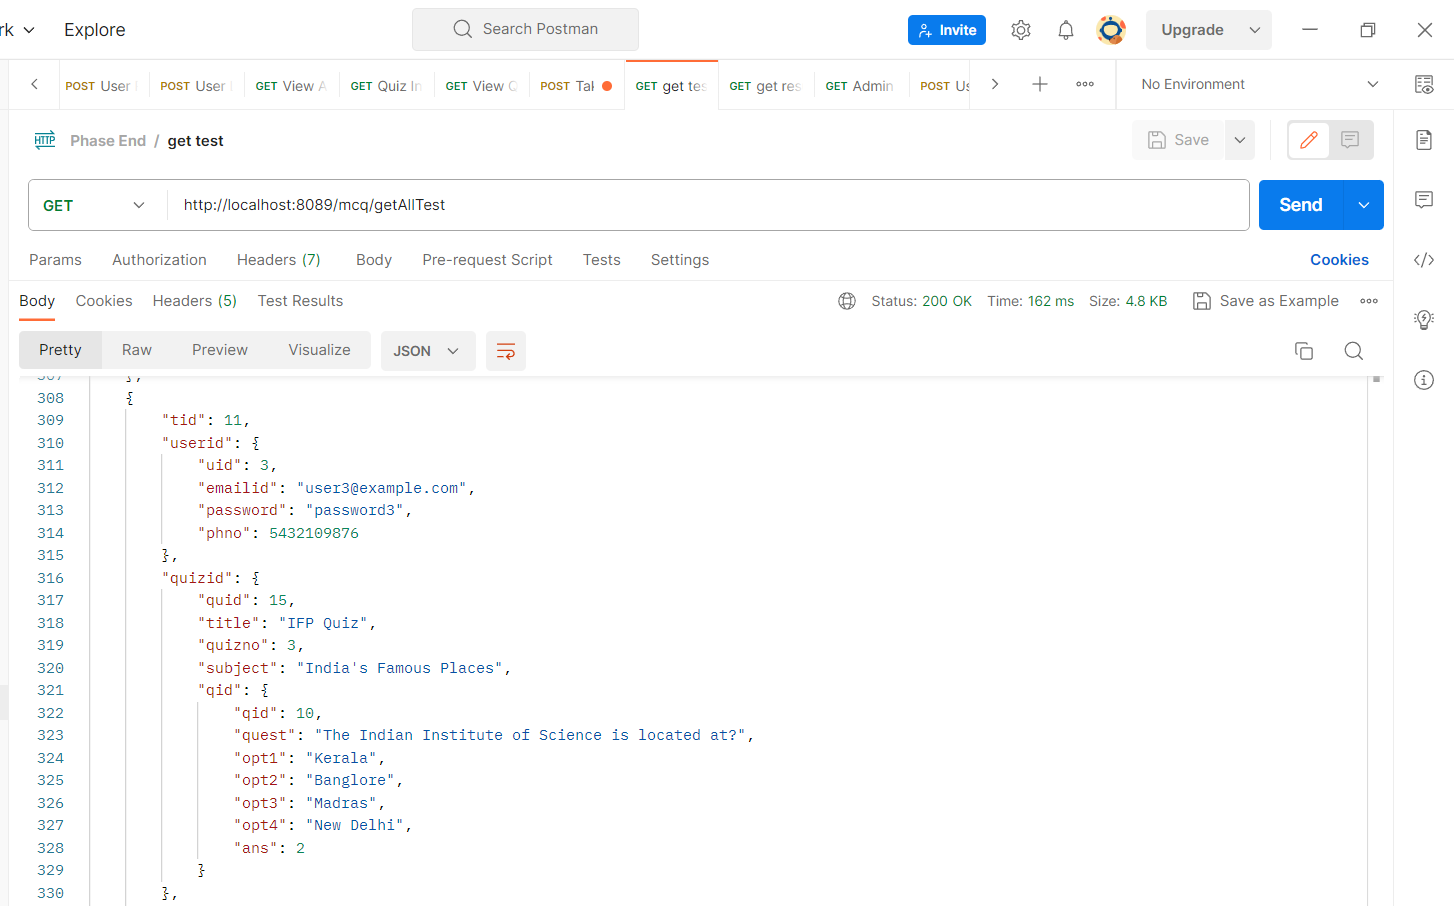 rk Explore Search Postman Invite Upgrade
POST User POST User GET View A GET Quiz In GET View Q POST Tak GET get tes GET get res GET Admin POST Us No Environment
HTTP Phase End / get test Save
GET http://localhost:8089/mcq/getAllTest Send
Params Authorization Headers (7) Body Pre-request Script Tests Settings Cookies
Body Cookies Headers (5) Test Results Status: 200 OK Time: 162 ms Size: 4.8 KB Save as Example
Pretty Raw Preview Visualize JSON
307 },
308 {
309 "tid": 11,
310 "userid": {
311 "uid": 3,
312 "emailid": "user3@example.com",
313 "password": "password3",
314 "phno": 5432109876
315 },
316 "quizid": {
317 "quid": 15,
318 "title": "IFP Quiz",
319 "quizno": 3,
320 "subject": "India's Famous Places",
321 "qid": {
322 "qid": 10,
323 "quest": "The Indian Institute of Science is located at?",
324 "opt1": "Kerala",
325 "opt2": "Banglore",
326 "opt3": "Madras",
327 "opt4": "New Delhi",
328 "ans": 2
329 }
330 },